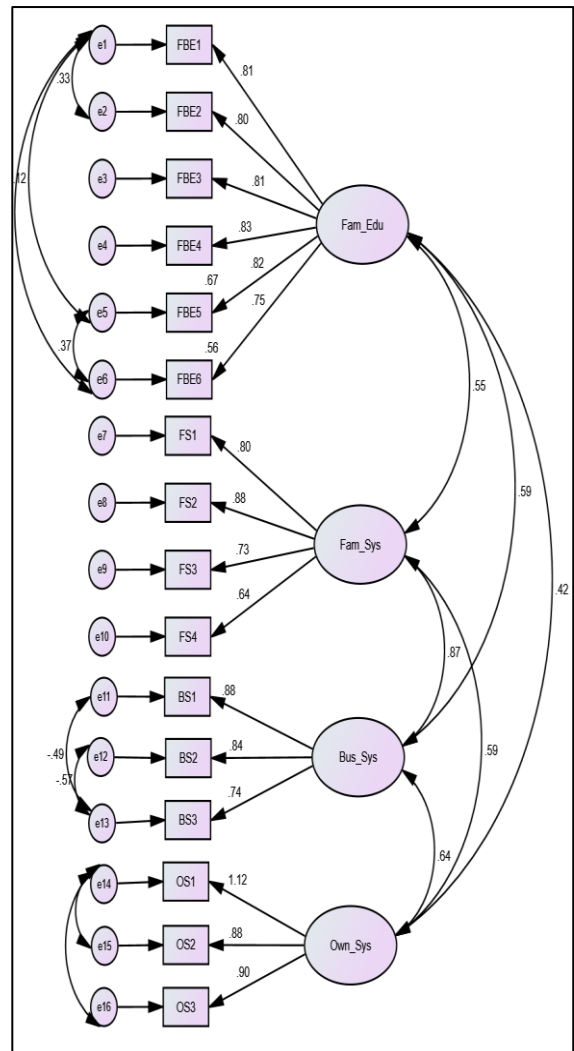 e1
FBE1
.81
.33
e2
FBE2
.80
.12
e3
FBE3
.81
e4
FBE4
.83
Fam_Edu
.82
.67
e5
FBE5
.75
.37
.56
e6
FBE6
.55
e7
FS1
.80
e8
FS2
.88
.59
Fam_Sys
e9
FS3
.73
.42
e10
FS4
.64
.87
e11
BS1
.88
-.49
e12
BS2
.84
Bus_Sys
-.57
.59
e13
BS3
.74
.64
e14
OS1
1.12
e15
OS2
.88
Own_Sys
e16
OS3
.90